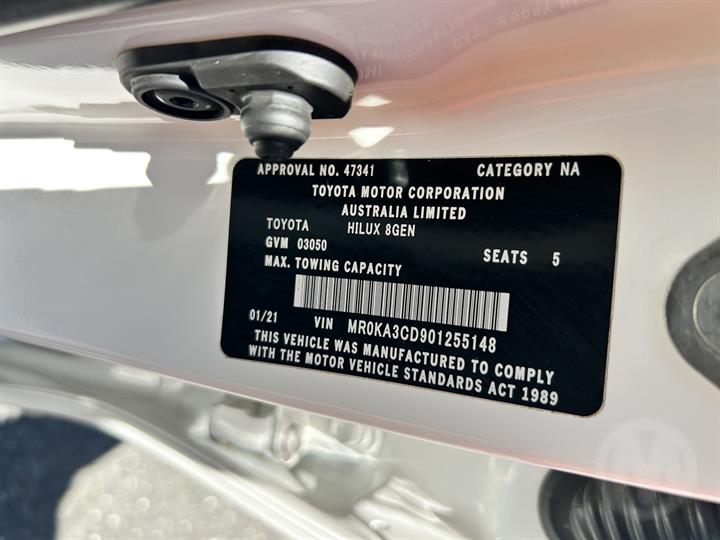 APPROVAL NO. 47341 CATEGORY NA
TOYOTA MOTOR CORPORATION
AUSTRALIA LIMITED
TOYOTA HILUX 8GEN
GVM 03050 SEATS 5
MAX. TOWING CAPACITY
01/21 VIN MR0KA3CD901255148
THIS VEHICLE WAS MANUFACTURED TO COMPLY
WITH THE MOTOR VEHICLE STANDARDS ACT 1989